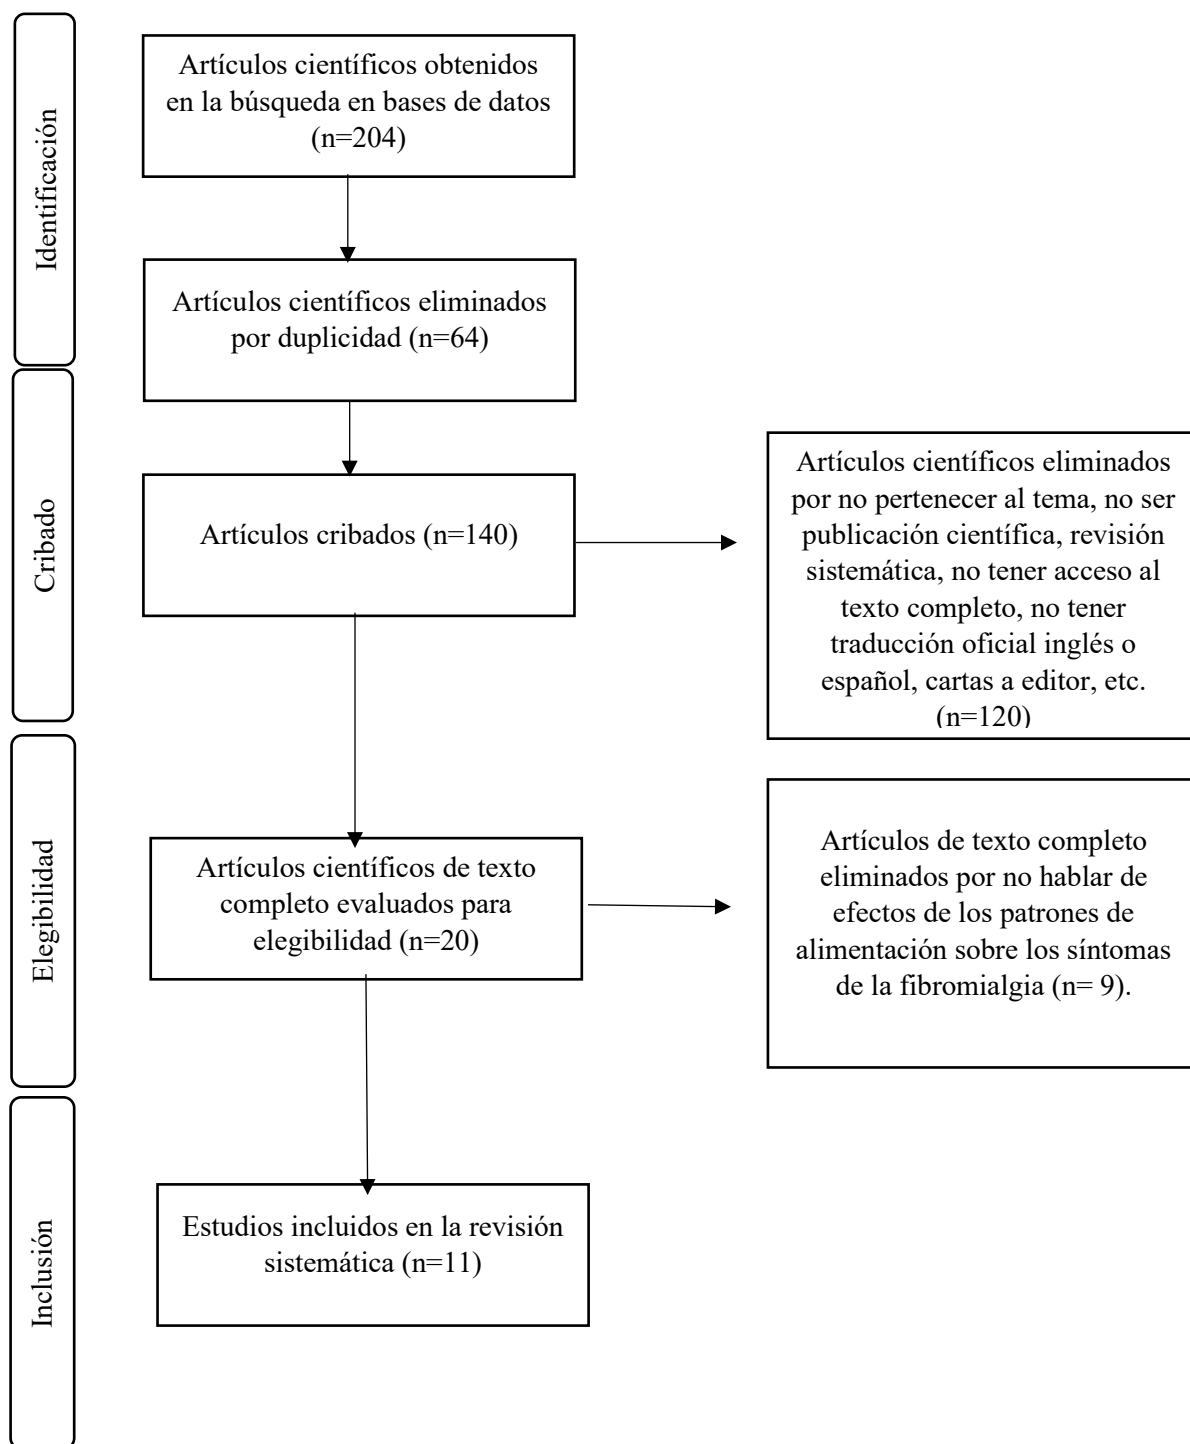 Identificación
Artículos científicos obtenidos
en la búsqueda en bases de datos
(n=204)
Artículos científicos eliminados
por duplicidad (n=64)
Cribado
Artículos cribados (n=140)
Artículos científicos eliminados
por no pertenecer al tema, no ser
publicación científica, revisión
sistemática, no tener acceso al
texto completo, no tener
traducción oficial inglés o
español, cartas a editor, etc.
(n=120)
Elegibilidad
Artículos científicos de texto
completo evaluados para
elegibilidad (n=20)
Artículos de texto completo
eliminados por no hablar de
efectos de los patrones de
alimentación sobre los síntomas
de la fibromialgia (n= 9).
Inclusión
Estudios incluidos en la revisión
sistemática (n=11)